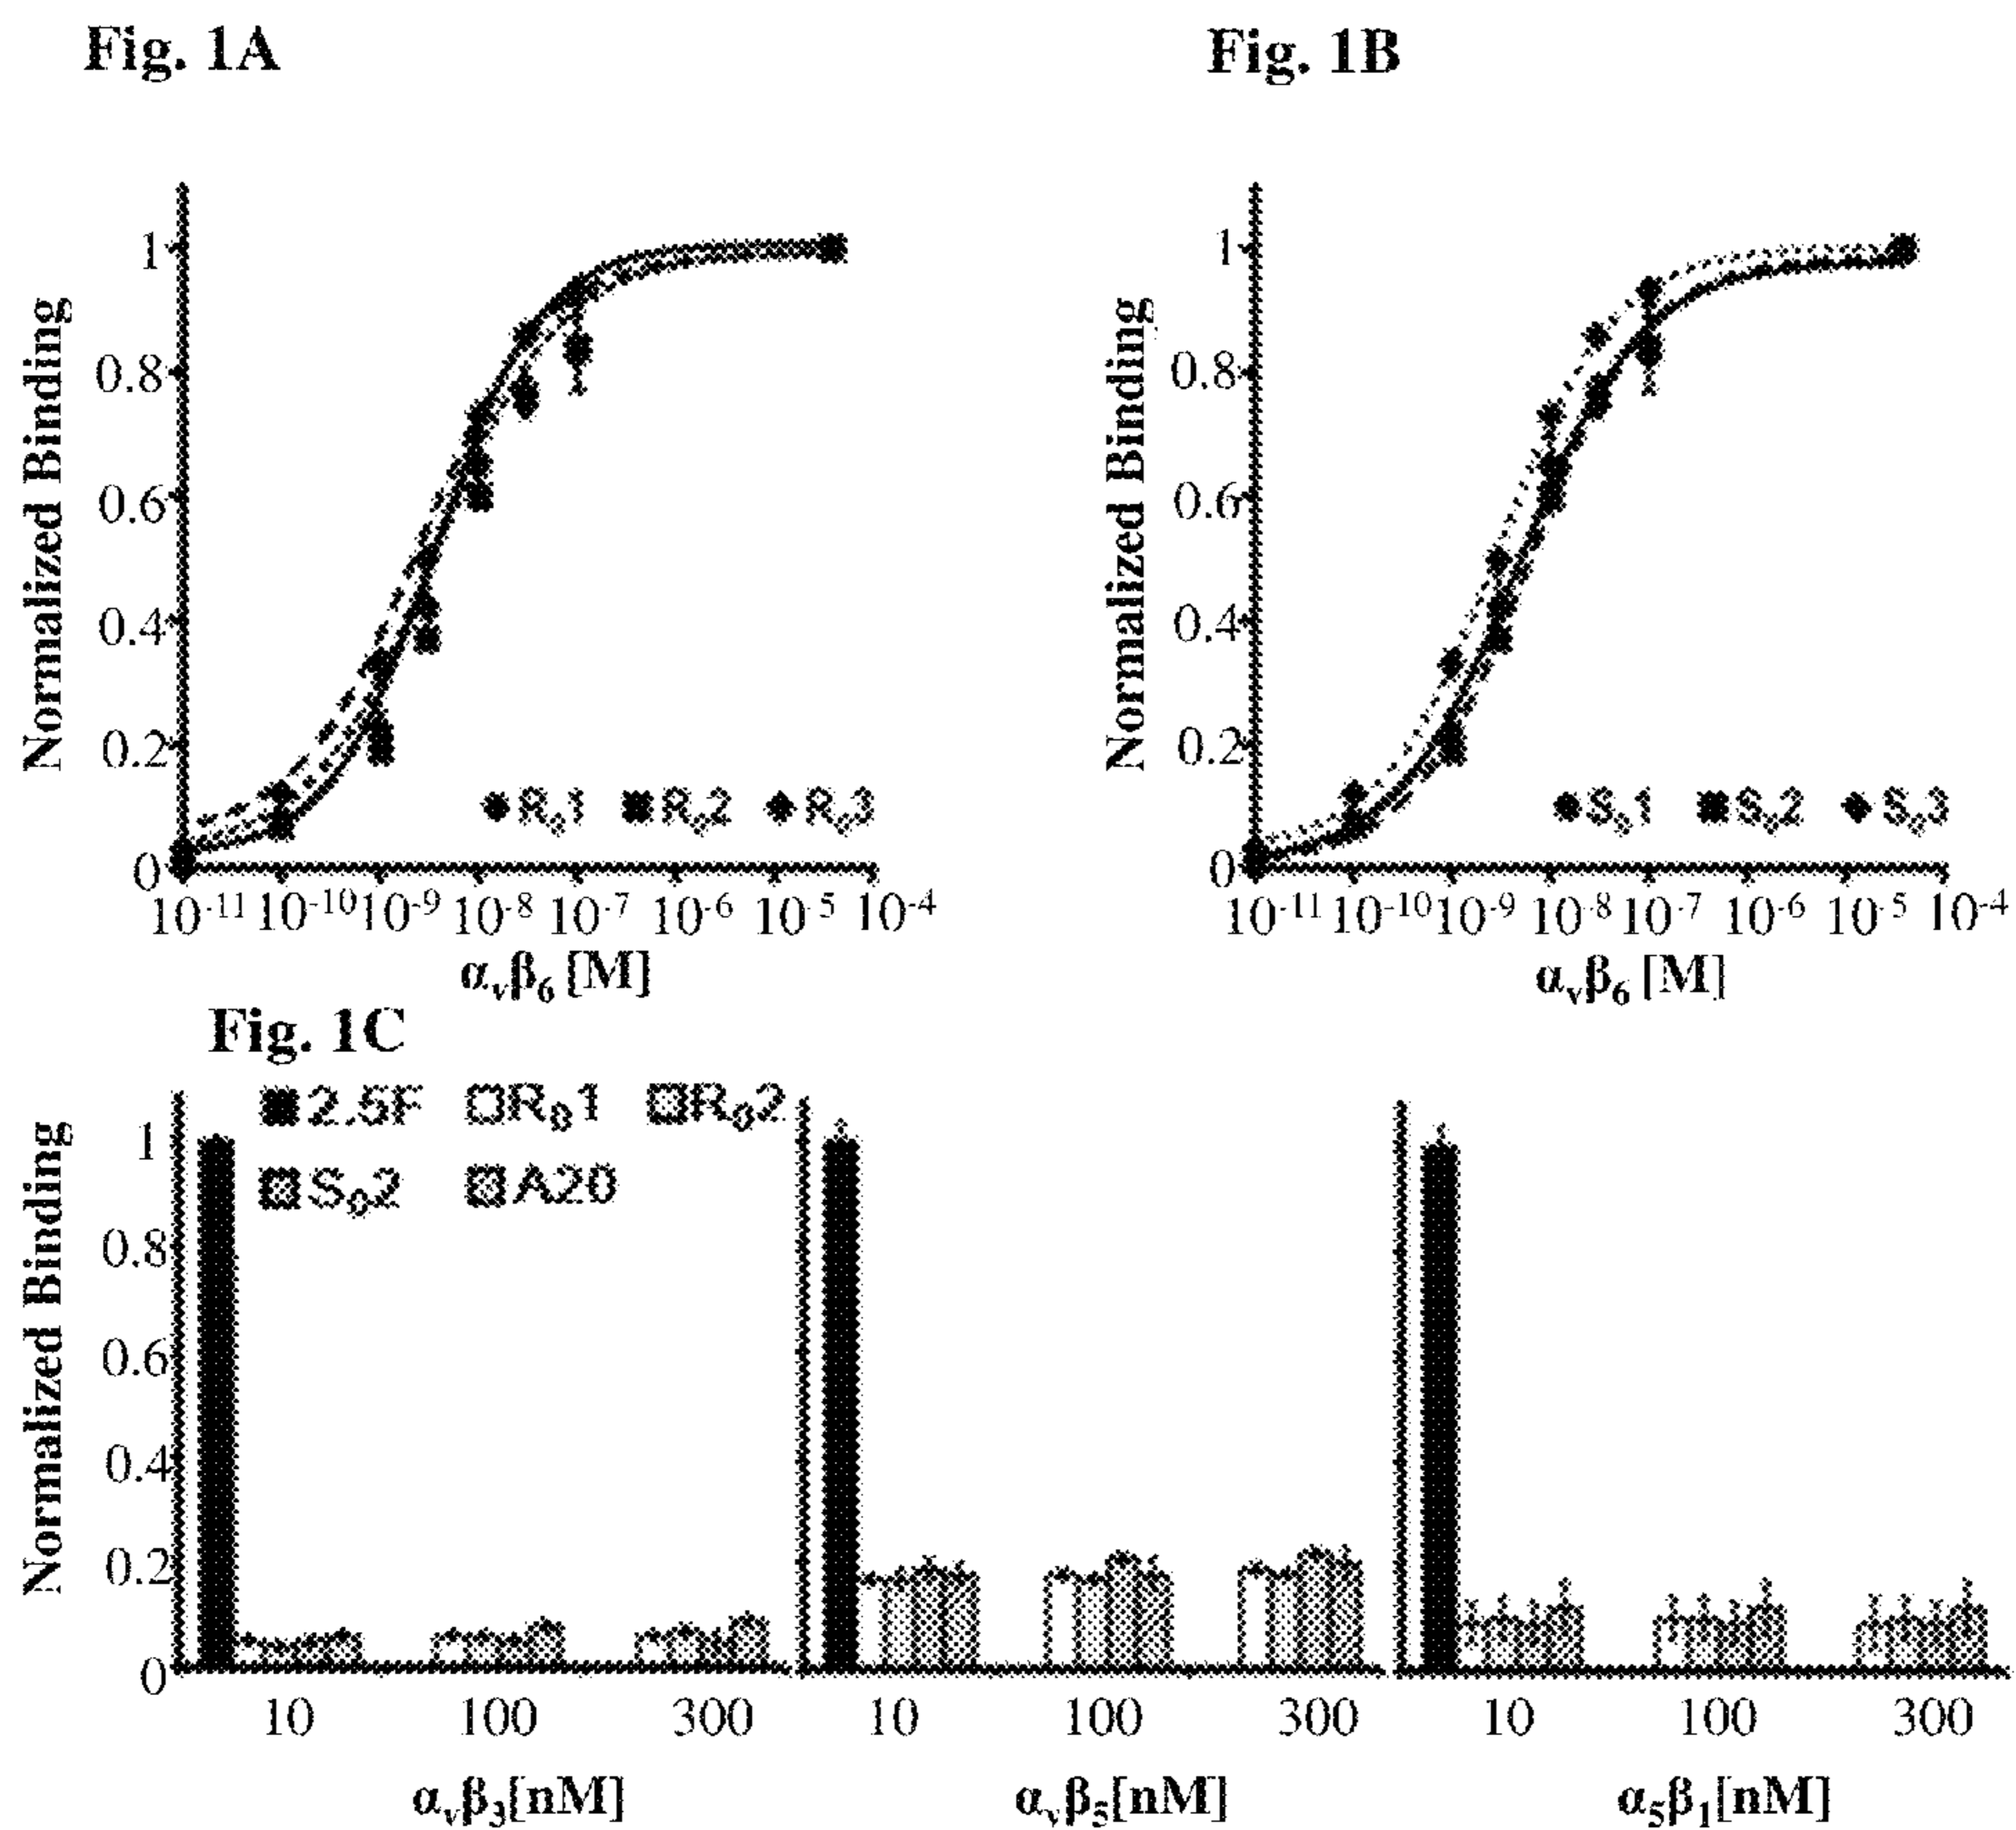 Fig. 1A
Fig. 1B
Normalized Binding
1
0.8
0.6
0.4
0.2
0
R₀1 R₀2 R₀3
10⁻¹¹ 10⁻¹⁰ 10⁻⁹ 10⁻⁸ 10⁻⁷ 10⁻⁶ 10⁻⁵ 10⁻⁴
αᵥβ₆ [M]
Normalized Binding
1
0.8
0.6
0.4
0.2
0
S₀1 S₀2 S₀3
10⁻¹¹ 10⁻¹⁰ 10⁻⁹ 10⁻⁸ 10⁻⁷ 10⁻⁶ 10⁻⁵ 10⁻⁴
αᵥβ₆ [M]
Fig. 1C
2.5F R₀1 R₀2
S₀2 A20
Normalized Binding
1
0.8
0.6
0.4
0.2
0
10 100 300 10 100 300 10 100 300
αᵥβ₃[nM] αᵥβ₅[nM] α₅β₁[nM]